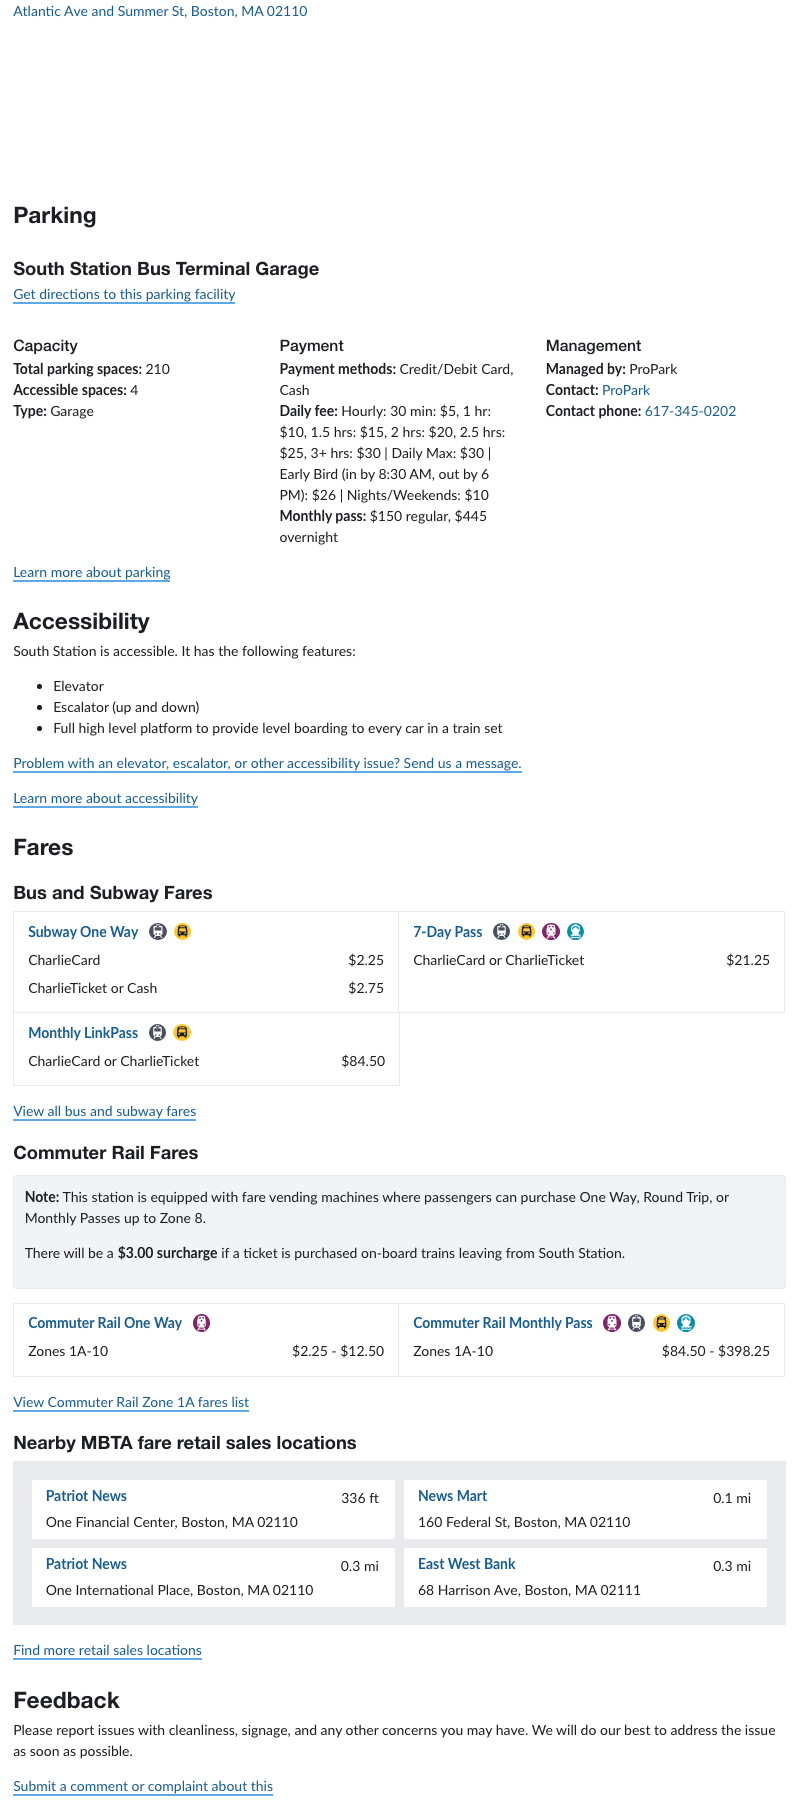 Atlantic Ave and Summer St, Boston, MA 02110
Parking
South Station Bus Terminal Garage
Get directions to this parking facility
Capacity
Total parking spaces: 210
Accessible spaces: 4
Type: Garage
Payment
Payment methods: Credit/Debit Card,
Cash
Daily fee: Hourly: 30 min: $5, 1 hr:
$10, 1.5 hrs: $15, 2 hrs: $20, 2.5 hrs:
$25, 3+ hrs: $30 | Daily Max: $30 |
Early Bird (in by 8:30 AM, out by 6
PM): $26 | Nights/Weekends: $10
Monthly pass: $150 regular, $445
overnight
Management
Managed by: ProPark
Contact: ProPark
Contact phone: 617-345-0202
Learn more about parking
Accessibility
South Station is accessible. It has the following features:
• Elevator
• Escalator (up and down)
• Full high level platform to provide level boarding to every car in a train set
Problem with an elevator, escalator, or other accessibility issue? Send us a message.
Learn more about accessibility
Fares
Bus and Subway Fares
Subway One Way
CharlieCard $2.25
CharlieTicket or Cash $2.75
7-Day Pass
CharlieCard or CharlieTicket $21.25
Monthly LinkPass
CharlieCard or CharlieTicket $84.50
View all bus and subway fares
Commuter Rail Fares
Note: This station is equipped with fare vending machines where passengers can purchase One Way, Round Trip, or
Monthly Passes up to Zone 8.
There will be a $3.00 surcharge if a ticket is purchased on-board trains leaving from South Station.
Commuter Rail One Way
Zones 1A-10 $2.25 - $12.50
Commuter Rail Monthly Pass
Zones 1A-10 $84.50 - $398.25
View Commuter Rail Zone 1A fares list
Nearby MBTA fare retail sales locations
Patriot News 336 ft
One Financial Center, Boston, MA 02110
News Mart 0.1 mi
160 Federal St, Boston, MA 02110
Patriot News 0.3 mi
One International Place, Boston, MA 02110
East West Bank 0.3 mi
68 Harrison Ave, Boston, MA 02111
Find more retail sales locations
Feedback
Please report issues with cleanliness, signage, and any other concerns you may have. We will do our best to address the issue
as soon as possible.
Submit a comment or complaint about this